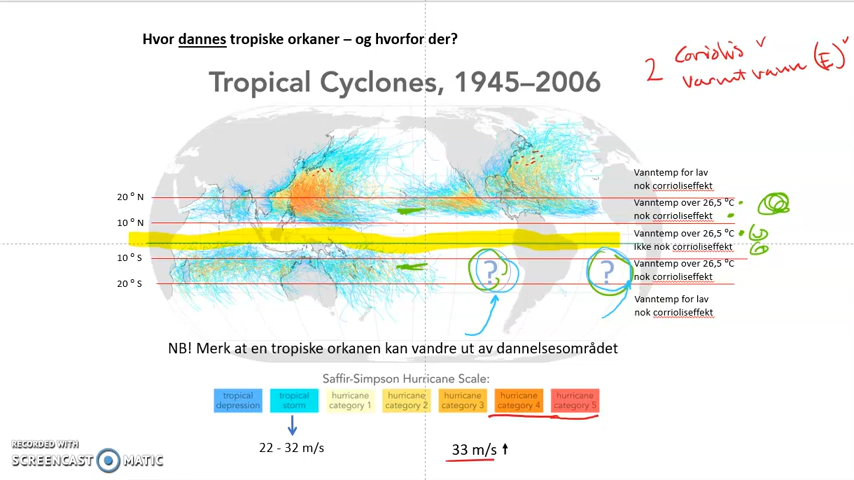 Hvor dannes tropiske orkaner – og hvorfor der?
2 Coriolis v
varmt vann (E) v
Tropical Cyclones, 1945–2006
Vanntemp for lav
nok corrioliseffekt
20 º N
Vanntemp over 26,5 ºC
nok corrioliseffekt
10 º N
Vanntemp over 26,5 ºC
Ikke nok corrioliseffekt
10 º S
Vanntemp over 26,5 ºC
nok corrioliseffekt
20 º S
? ?
Vanntemp for lav
nok corrioliseffekt
NB! Merk at en tropiske orkanen kan vandre ut av dannelsesområdet
Saffir-Simpson Hurricane Scale:
tropical depression tropical storm hurricane category 1 hurricane category 2 hurricane category 3 hurricane category 4 hurricane category 5
22 - 32 m/s
33 m/s
RECORDED WITH
SCREENCAST MATIC